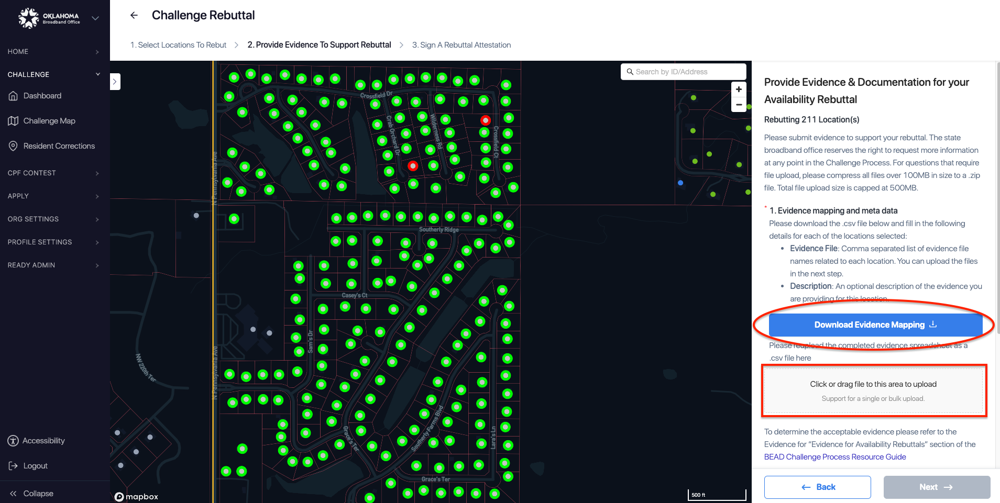 OKLAHOMA
Broadband Office
HOME
CHALLENGE
Dashboard
Challenge Map
Resident Corrections
CPF CONTEST
APPLY
ORG SETTINGS
PROFILE SETTINGS
READY ADMIN
Accessibility
Logout
Collapse
Challenge Rebuttal
1. Select Locations To Rebut
2. Provide Evidence To Support Rebuttal
3. Sign A Rebuttal Attestation
Search by ID/Address
+
−
Crossfield Dr
Crab Orchard Dr
Wilderness Rd
Crossfield Ct
N Pennsylvania Ave
Southerly Ridge
Casey's Ct
Sam's Dr
NW 220th Ter
N Pennsylvania Ave
Grace's Ter
Southerly Farms Blvd
Lara's Ln
Grace's Ter
mapbox
500 ft
Provide Evidence & Documentation for your
Availability Rebuttal
Rebutting 211 Location(s)
Please submit evidence to support your rebuttal. The state
broadband office reserves the right to request more information
at any point in the Challenge Process. For questions that require
file upload, please compress all files over 100MB in size to a .zip
file. Total file upload size is capped at 500MB.
* 1. Evidence mapping and meta data
Please download the .csv file below and fill in the following
details for each of the locations selected:
• Evidence File: Comma separated list of evidence file
names related to each location. You can upload the files
in the next step.
• Description: An optional description of the evidence you
are providing for this location.
Download Evidence Mapping
Please reupload the completed evidence spreadsheet as a
.csv file here
Click or drag file to this area to upload
Support for a single or bulk upload.
To determine the acceptable evidence please refer to the
Evidence for “Evidence for Availability Rebuttals” section of the
BEAD Challenge Process Resource Guide
Back
Next